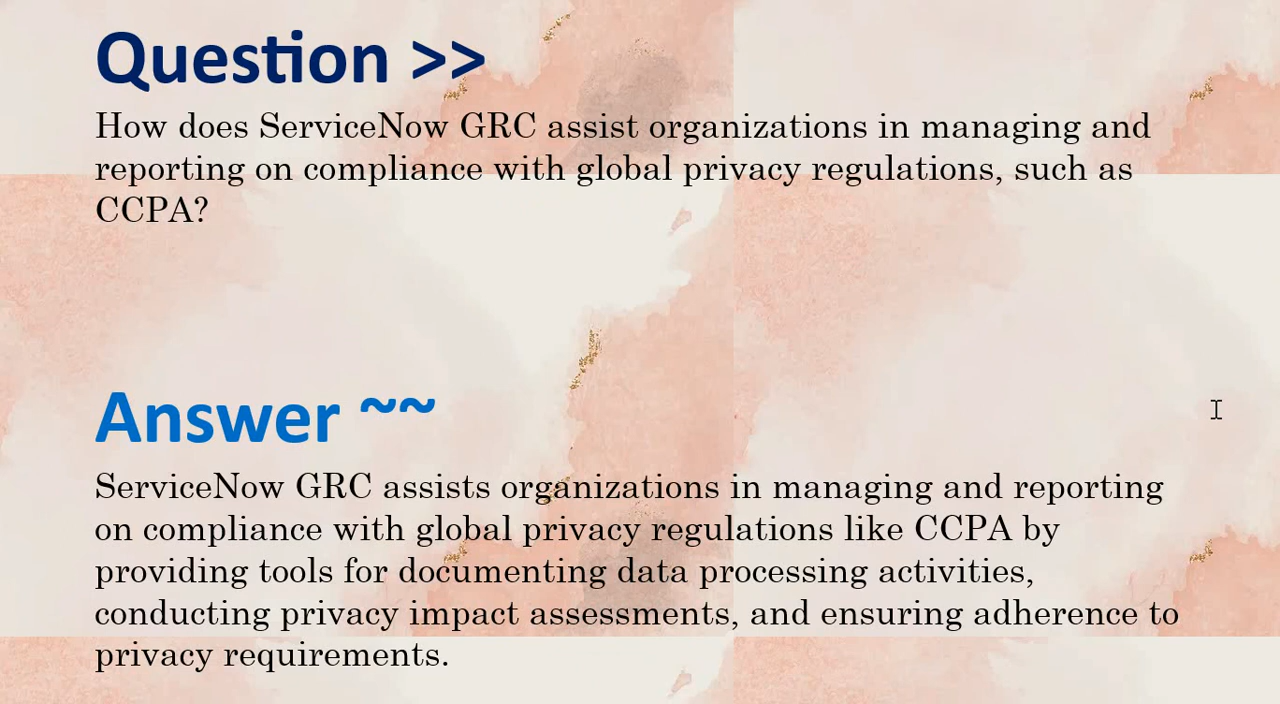 Question >>
How does ServiceNow GRC assist organizations in managing and
reporting on compliance with global privacy regulations, such as
CCPA?
Answer ~~
ServiceNow GRC assists organizations in managing and reporting
on compliance with global privacy regulations like CCPA by
providing tools for documenting data processing activities,
conducting privacy impact assessments, and ensuring adherence to
privacy requirements.